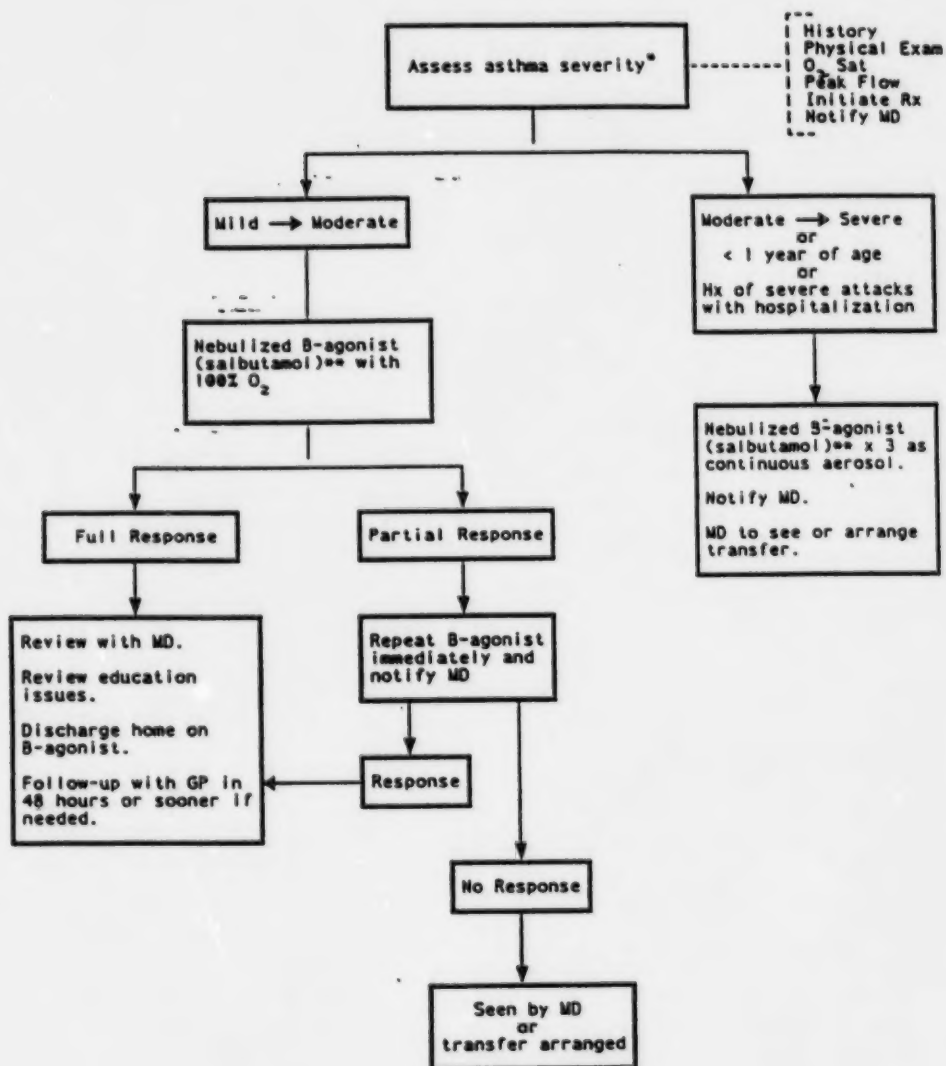 Assess asthma severity*
History
Physical Exam
O2 Sat
Peak Flow
Initiate Rx
Notify MD
Mild → Moderate
Moderate → Severe
or
< 1 year of age
or
Hx of severe attacks
with hospitalization
Nebulized B-agonist
(salbutamol)** with
100% O2
Nebulized B-agonist
(salbutamol)** x 3 as
continuous aerosol.
Notify MD.
MD to see or arrange
transfer.
Full Response
Partial Response
Review with MD.
Review education
issues.
Discharge home on
B-agonist.
Follow-up with GP in
48 hours or sooner if
needed.
Repeat B-agonist
immediately and
notify MD
Response
No Response
Seen by MD
or
transfer arranged